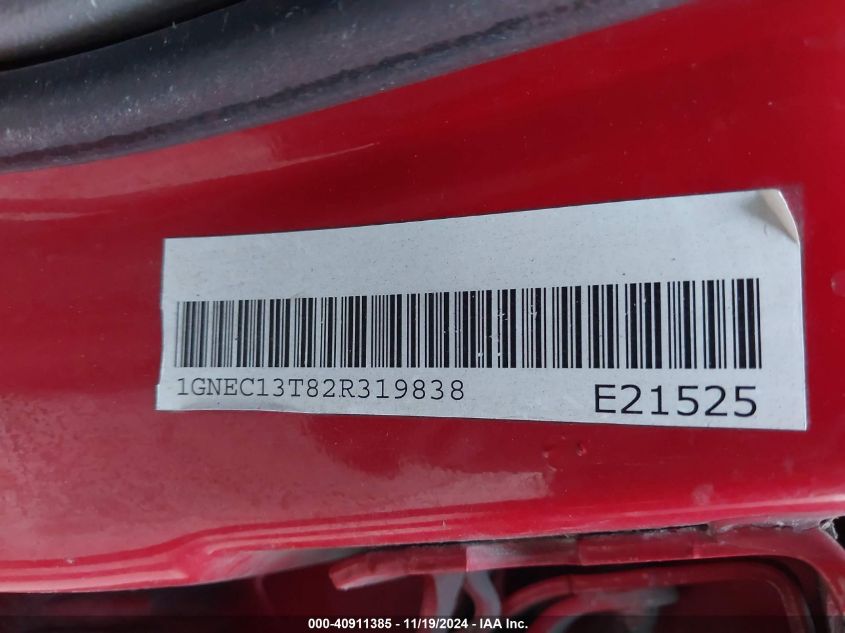 1GNEC13T82R319838
E21525
000-40911385 - 11/19/2024 - IAA Inc.